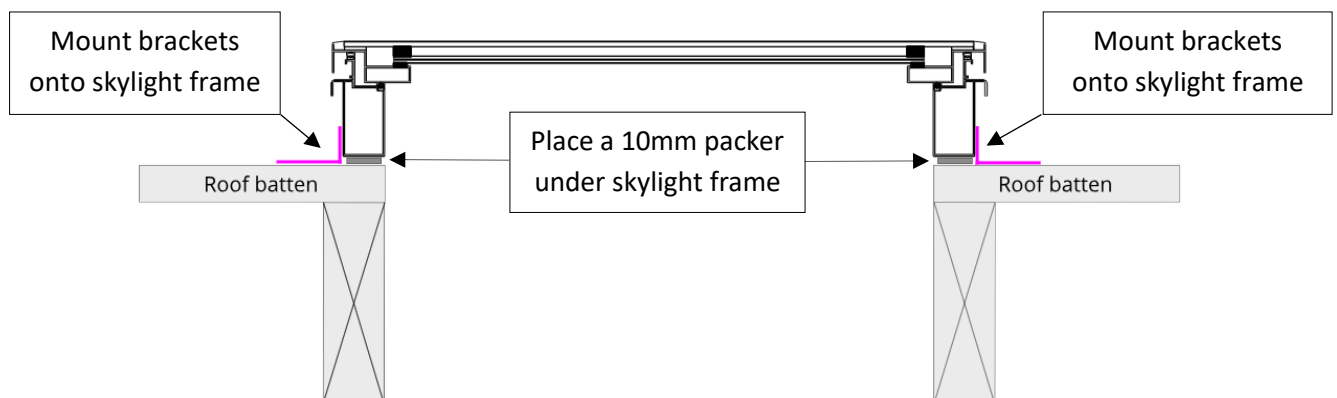 Mount brackets
onto skylight frame
Mount brackets
onto skylight frame
Place a 10mm packer
under skylight frame
Roof batten
Roof batten